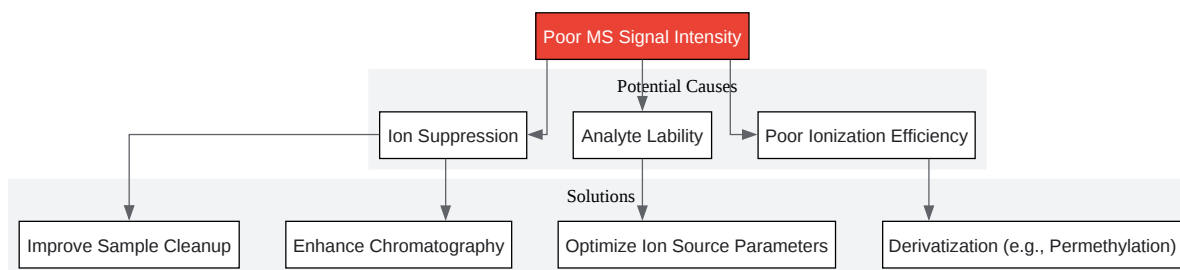 Poor MS Signal Intensity
Potential Causes
Ion Suppression
Analyte Lability
Poor Ionization Efficiency
Solutions
Improve Sample Cleanup
Enhance Chromatography
Optimize Ion Source Parameters
Derivatization (e.g., Permethylation)